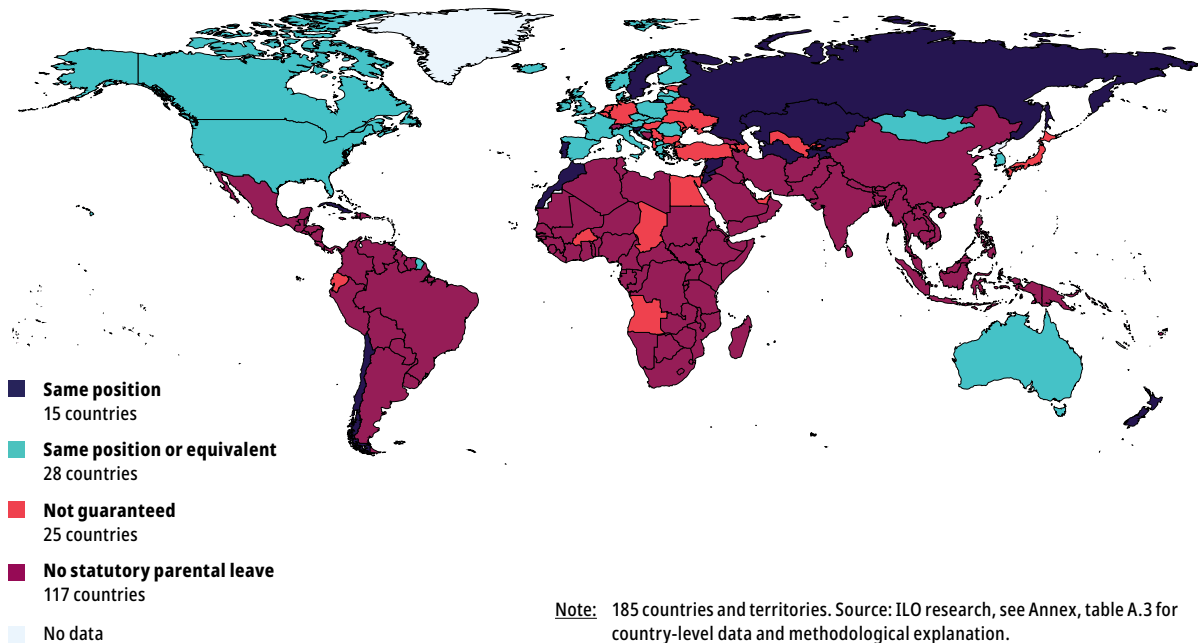 Same position
15 countries
Same position or equivalent
28 countries
Not guaranteed
25 countries
No statutory parental leave
117 countries
No data
Note: 185 countries and territories. Source: ILO research, see Annex, table A.3 for
country-level data and methodological explanation.